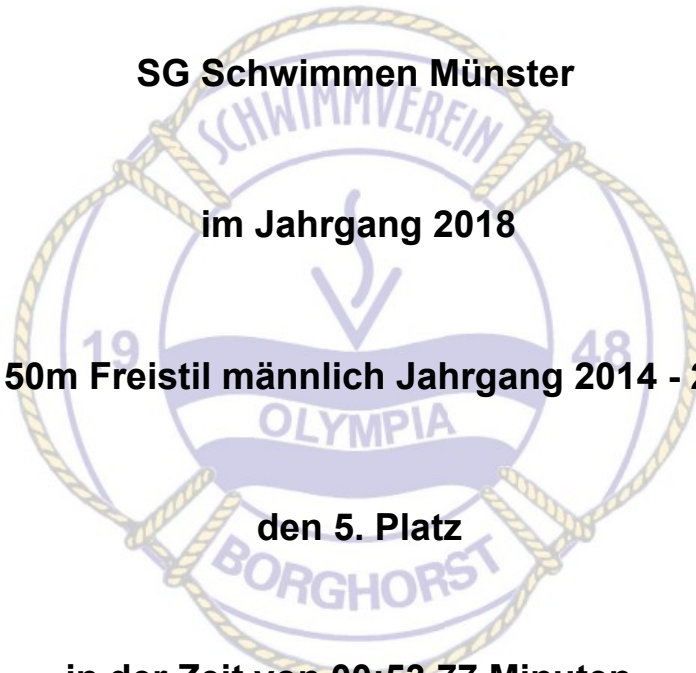 SG Schwimmen Münster
SCHWIMMVEREIN
im Jahrgang 2018
19 48
50m Freistil männlich Jahrgang 2014 -
OLYMPIA
den 5. Platz
BORGHORST
in der Zeit von 00:53,77 Minuten